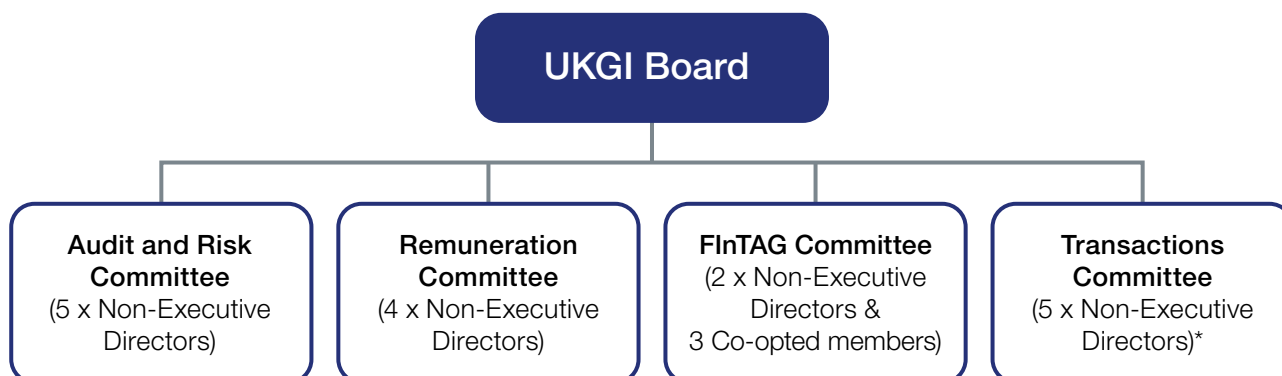 UKGI Board
Audit and Risk
Committee
(5 x Non-Executive
Directors)
Remuneration
Committee
(4 x Non-Executive
Directors)
FInTAG Committee
(2 x Non-Executive
Directors &
3 Co-opted members)
Transactions
Committee
(5 x Non-Executive
Directors)*